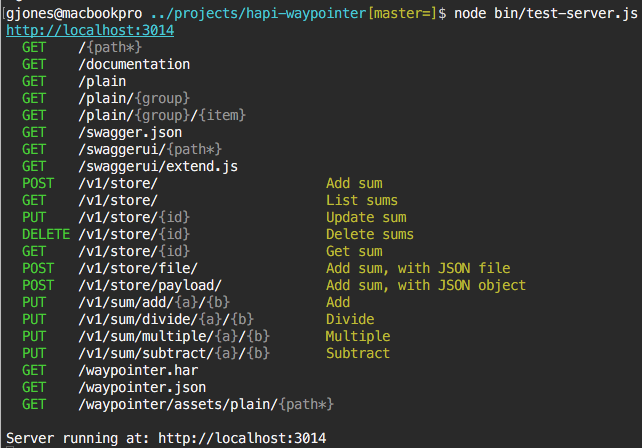 [gjones@macbookpro ../projects/hapi-waypointer[master=]$ node bin/test-server.js
http://localhost:3014
GET /{path*}
GET /documentation
GET /plain
GET /plain/{group}
GET /plain/{group}/{item}
GET /swagger.json
GET /swaggerui/{path*}
GET /swaggerui/extend.js
POST /v1/store/ Add sum
GET /v1/store/ List sums
PUT /v1/store/{id} Update sum
DELETE /v1/store/{id} Delete sums
GET /v1/store/{id} Get sum
POST /v1/store/file/ Add sum, with JSON file
POST /v1/store/payload/ Add sum, with JSON object
PUT /v1/sum/add/{a}/{b} Add
PUT /v1/sum/divide/{a}/{b} Divide
PUT /v1/sum/multiple/{a}/{b} Multiple
PUT /v1/sum/subtract/{a}/{b} Subtract
GET /waypointer.har
GET /waypointer.json
GET /waypointer/assets/plain/{path*}
Server running at: http://localhost:3014